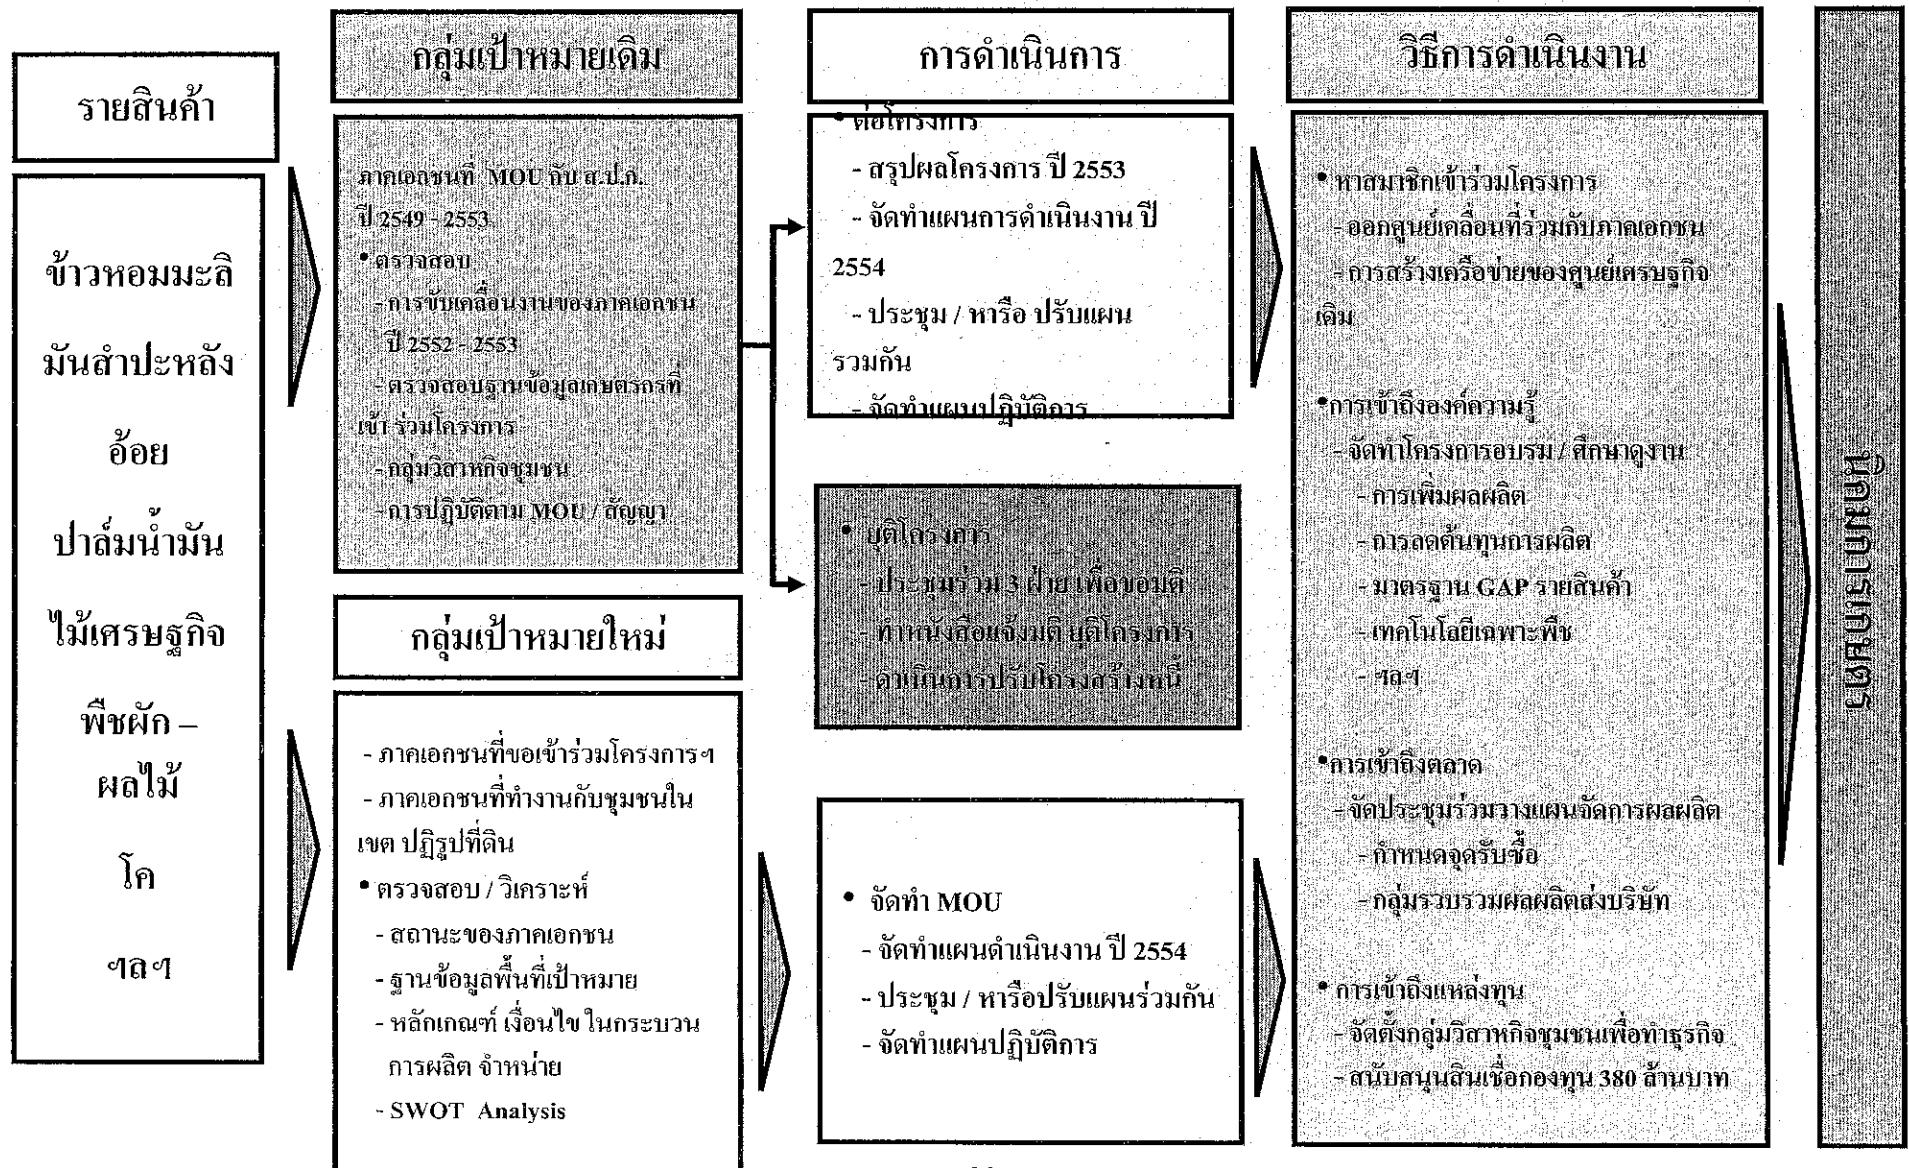 รายสินค้า
ข้าวหอมมะลิ
มันสำปะหลัง
อ้อย
ปาล์มน้ำมัน
ไม้เศรษฐกิจ
พืชผัก –
ผลไม้
โค
ฯลฯ
กลุ่มเป้าหมายเดิม
ภาคเอกชนที่ MOU กับ ส.ป.ก.
ปี 2549 - 2553
• ตรวจสอบ
- การขับเคลื่อนงานของภาคเอกชน
ปี 2552 - 2553
- ตรวจสอบฐานข้อมูลเกษตรกรที่
เข้า ร่วมโครงการ
- กลุ่มวิสาหกิจชุมชน
- การปฏิบัติตาม MOU / สัญญา
กลุ่มเป้าหมายใหม่
- ภาคเอกชนที่ขอเข้าร่วมโครงการฯ
- ภาคเอกชนที่ทำงานกับชุมชนใน
เขต ปฏิรูปที่ดิน
• ตรวจสอบ / วิเคราะห์
- สถานะของภาคเอกชน
- ฐานข้อมูลพื้นที่เป้าหมาย
- หลักเกณฑ์ เงื่อนไข ในกระบวน
การผลิต จำหน่าย
- SWOT Analysis
การดำเนินการ
• ต่อโครงการ
- สรุปผลโครงการ ปี 2553
- จัดทำแผนการดำเนินงาน ปี
2554
- ประชุม / หารือ ปรับแผน
รวมกัน
- จัดทำแผนปฏิบัติการ
• ยุติโครงการ
- ประชุมร่วม 3 ฝ่าย เพื่อขอมติ
- ทำหนังสือแจ้งมติ ยุติโครงการ
- ดำเนินการปรับโครงสร้างหนี้
• จัดทำ MOU
- จัดทำแผนดำเนินงาน ปี 2554
- ประชุม / หารือปรับแผนร่วมกัน
- จัดทำแผนปฏิบัติการ
วิธีการดำเนินงาน
• หาสมาชิกเข้าร่วมโครงการ
- ออกศูนย์เคลื่อนที่ร่วมกับภาคเอกชน
- การสร้างเครือข่ายของศูนย์เศรษฐกิจ
เดิม
•การเข้าถึงองค์ความรู้
- จัดทำโครงการอบรม / ศึกษาดูงาน
- การเพิ่มผลผลิต
- การลดต้นทุนการผลิต
- มาตรฐาน GAP รายสินค้า
- เทคโนโลยีเฉพาะพืช
- ฯลฯ
•การเข้าถึงตลาด
- จัดประชุมร่วมวางแผนจัดการผลผลิต
- กำหนดจุดรับซื้อ
- กลุ่มรวบรวมผลผลิตส่งบริษัท
• การเข้าถึงแหล่งทุน
- จัดตั้งกลุ่มวิสาหกิจชุมชนเพื่อทำธุรกิจ
- สนับสนุนสินเชื่อกองทุน 380 ล้านบาท
นิคมการเกษตร